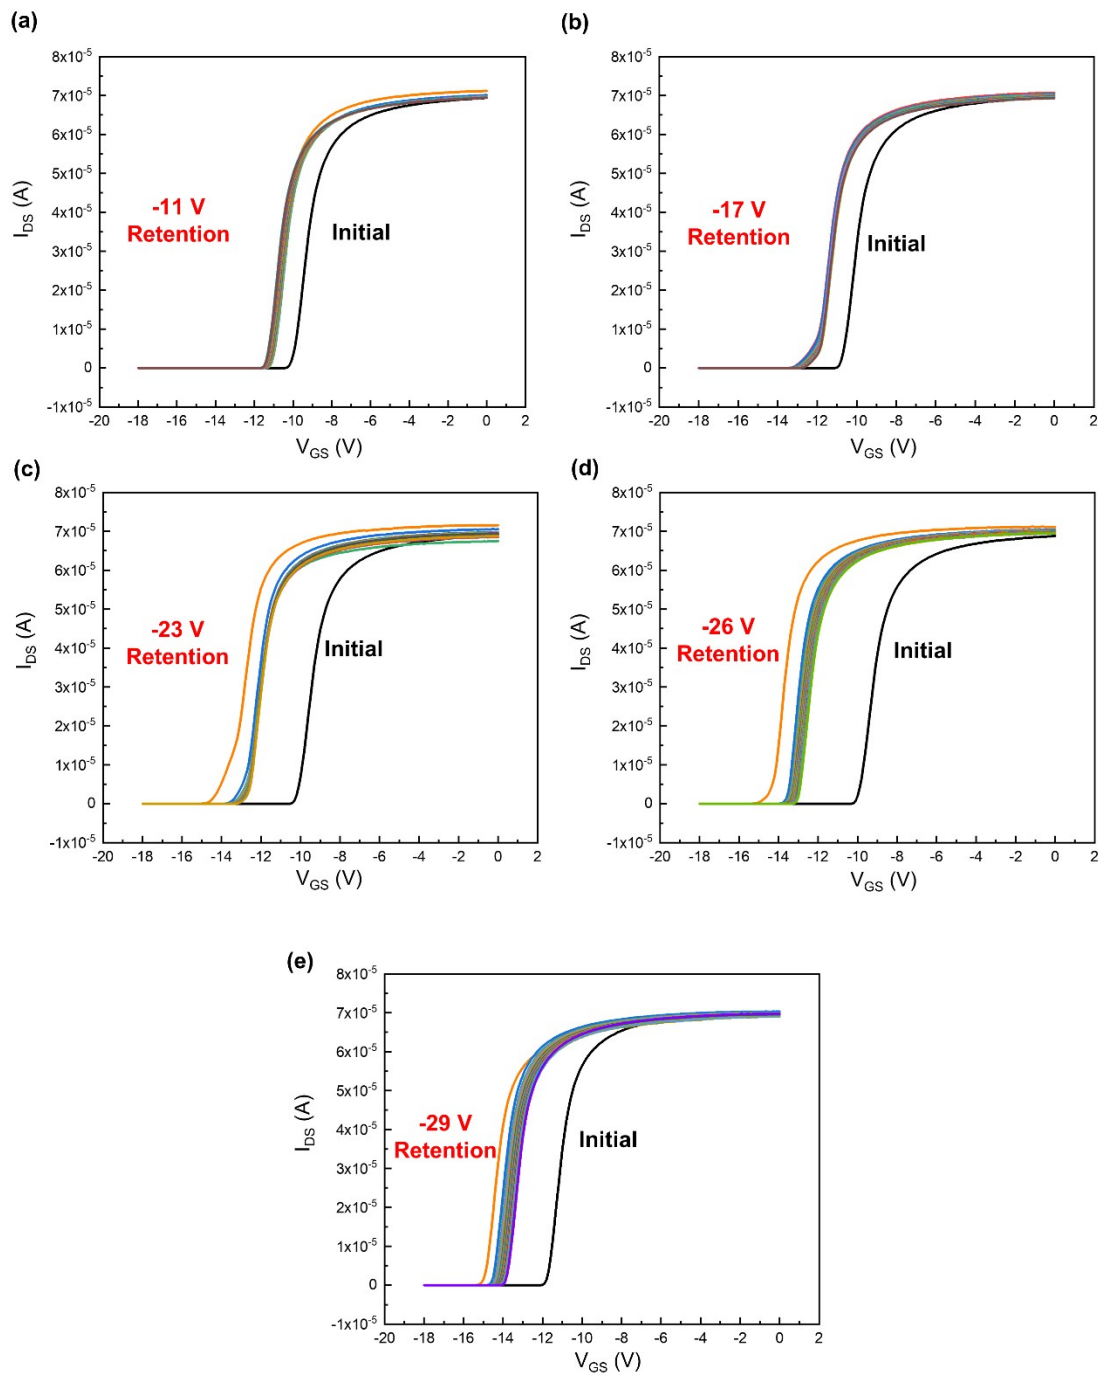 (a)
8x10⁻⁵
7x10⁻⁵
6x10⁻⁵
5x10⁻⁵
4x10⁻⁵
3x10⁻⁵
2x10⁻⁵
1x10⁻⁵
0
-1x10⁻⁵
I_DS (A)
-11 V
Retention
Initial
-20 -18 -16 -14 -12 -10 -8 -6 -4 -2 0 2
V_GS (V)
(b)
8x10⁻⁵
7x10⁻⁵
6x10⁻⁵
5x10⁻⁵
4x10⁻⁵
3x10⁻⁵
2x10⁻⁵
1x10⁻⁵
0
-1x10⁻⁵
I_DS (A)
-17 V
Retention
Initial
-20 -18 -16 -14 -12 -10 -8 -6 -4 -2 0 2
V_GS (V)
(c)
8x10⁻⁵
7x10⁻⁵
6x10⁻⁵
5x10⁻⁵
4x10⁻⁵
3x10⁻⁵
2x10⁻⁵
1x10⁻⁵
0
-1x10⁻⁵
I_DS (A)
-23 V
Retention
Initial
-20 -18 -16 -14 -12 -10 -8 -6 -4 -2 0 2
V_GS (V)
(d)
8x10⁻⁵
7x10⁻⁵
6x10⁻⁵
5x10⁻⁵
4x10⁻⁵
3x10⁻⁵
2x10⁻⁵
1x10⁻⁵
0
-1x10⁻⁵
I_DS (A)
-26 V
Retention
Initial
-20 -18 -16 -14 -12 -10 -8 -6 -4 -2 0 2
V_GS (V)
(e)
8x10⁻⁵
7x10⁻⁵
6x10⁻⁵
5x10⁻⁵
4x10⁻⁵
3x10⁻⁵
2x10⁻⁵
1x10⁻⁵
0
-1x10⁻⁵
I_DS (A)
-29 V
Retention
Initial
-20 -18 -16 -14 -12 -10 -8 -6 -4 -2 0 2
V_GS (V)